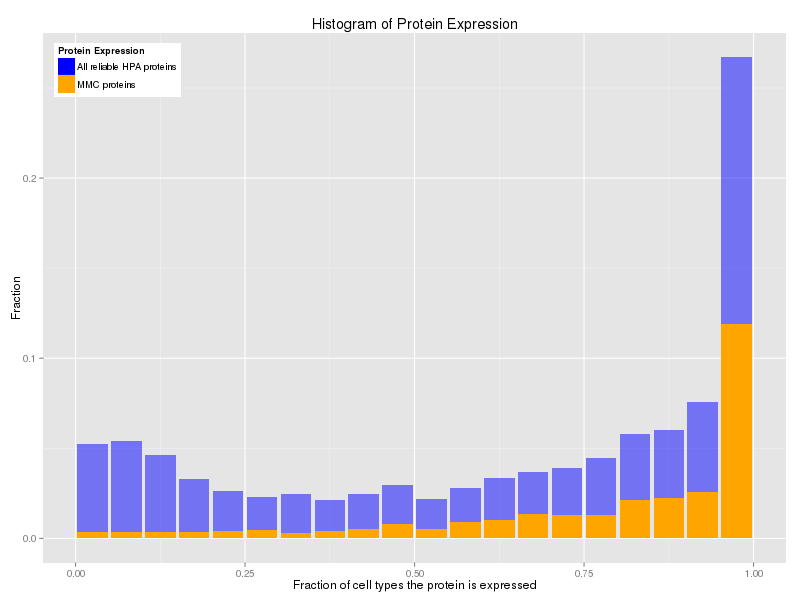 Histogram of Protein Expression
Protein Expression
All reliable HPA proteins
MMC proteins
Fraction
0.2
0.1
0.0
0.00
0.25
0.50
0.75
1.00
Fraction of cell types the protein is expressed